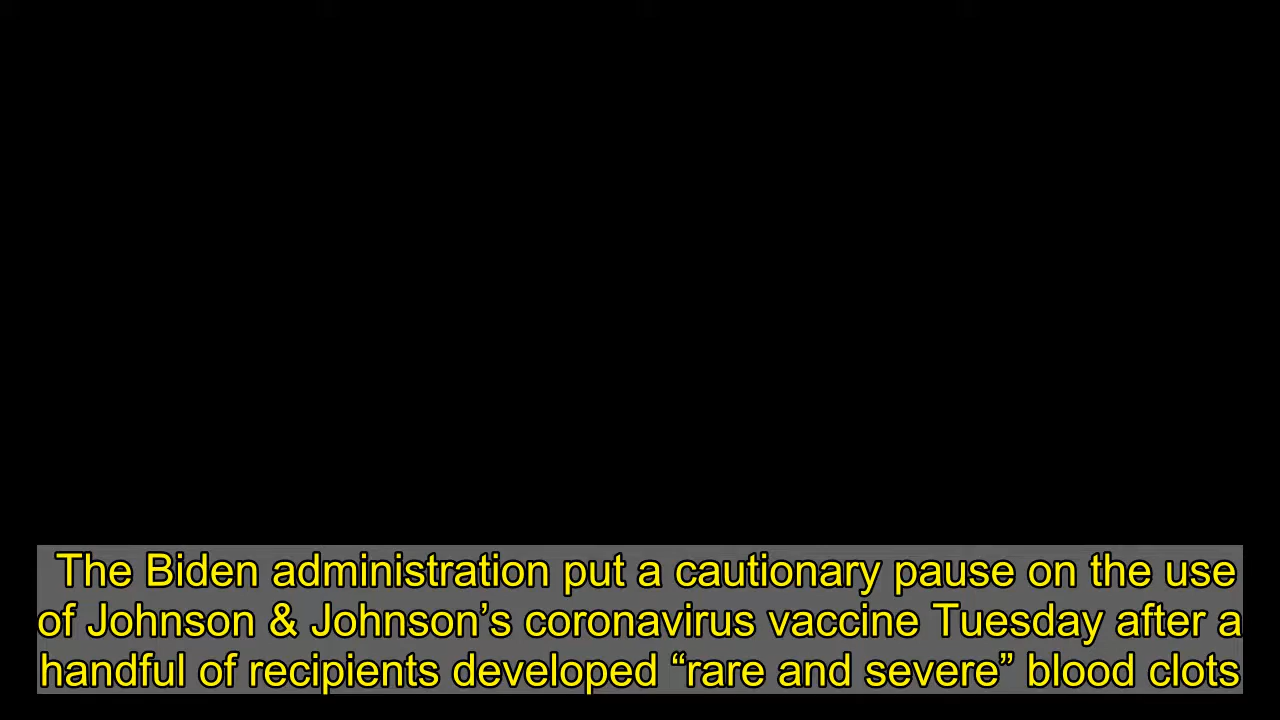 The Biden administration put a cautionary pause on the use
of Johnson & Johnson’s coronavirus vaccine Tuesday after a
handful of recipients developed “rare and severe” blood clots